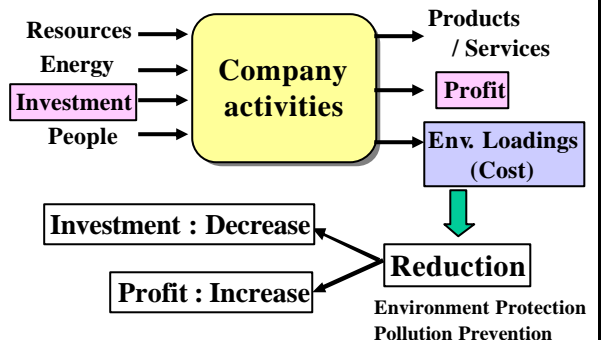 Resources
Energy
Investment
People
Company
activities
Products
/ Services
Profit
Env. Loadings
(Cost)
Investment : Decrease
Profit : Increase
Reduction
Environment Protection
Pollution Prevention